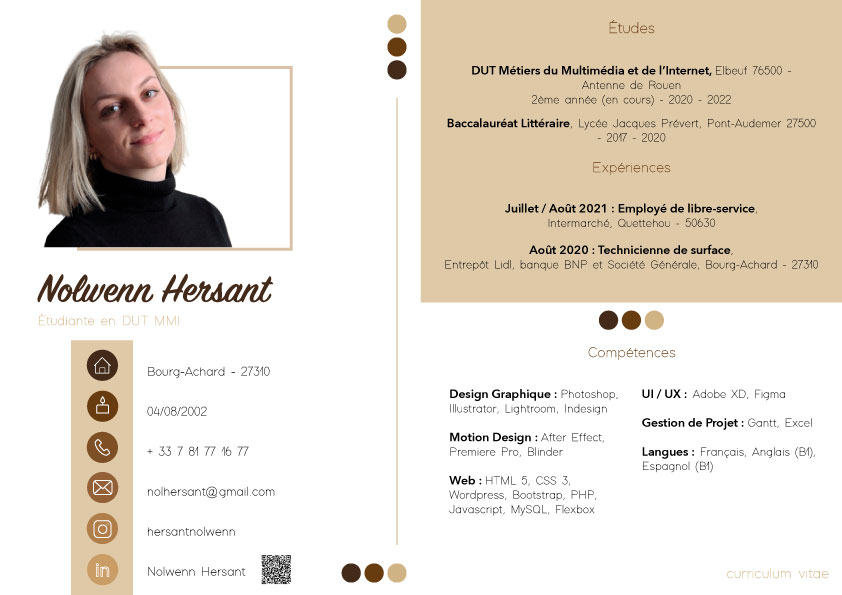 Nolwenn Hersant
Étudiante en DUT MMI
Bourg-Achard - 27310
04/08/2002
+ 33 7 81 77 16 77
nolhersant@gmail.com
hersantnolwenn
in
Nolwenn Hersant
Études
DUT Métiers du Multimédia et de l'Internet, Elbeuf 76500 -
Antenne de Rouen
2ème année (en cours) - 2020 - 2022
Baccalauréat Littéraire, Lycée Jacques Prévert, Pont-Audemer 27500
- 2017 - 2020
Expériences
Juillet / Août 2021 : Employé de libre-service,
Intermarché, Quettehou - 50630
Août 2020 : Technicienne de surface,
Entrepôt Lidl, banque BNP et Société Générale, Bourg-Achard - 27310
Compétences
Design Graphique : Photoshop,
Illustrator, Lightroom, Indesign
Motion Design : After Effect,
Premiere Pro, Blinder
Web : HTML 5, CSS 3,
Wordpress, Bootstrap, PHP,
Javascript, MySQL, Flexbox
UI / UX : Adobe XD, Figma
Gestion de Projet : Gantt, Excel
Langues : Français, Anglais (B1),
Espagnol (B1)
curriculum vitae